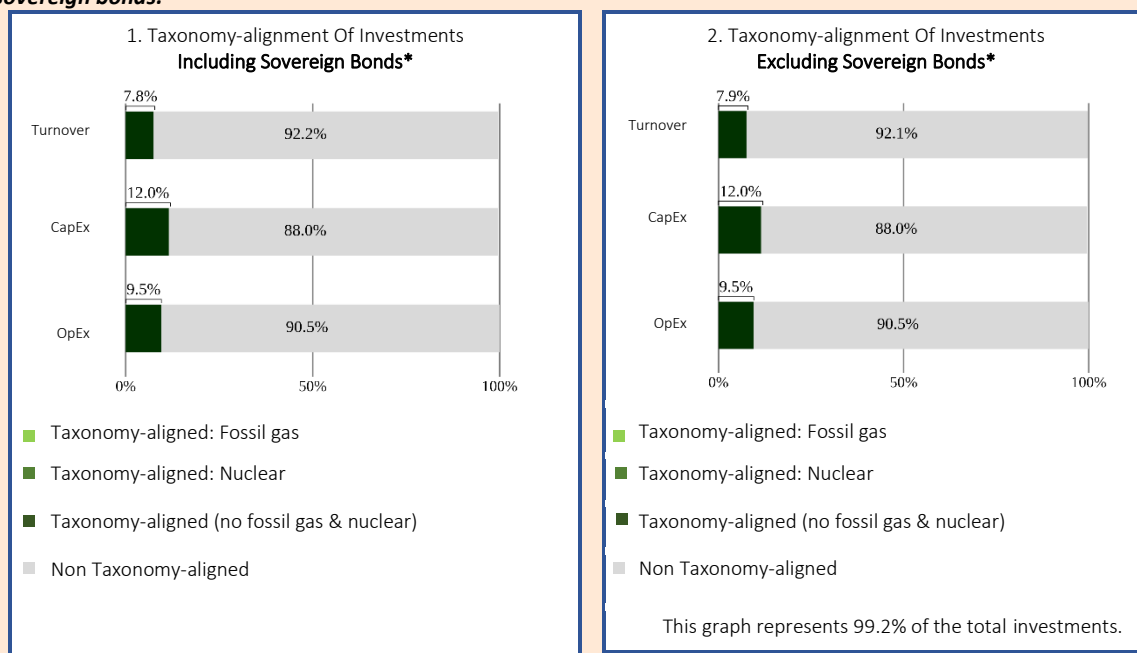 sovereign bonds.
1. Taxonomy-alignment Of Investments
Including Sovereign Bonds*
7.8%
Turnover
92.2%
12.0%
CapEx
88.0%
9.5%
OpEx
90.5%
0%
50%
100%
Taxonomy-aligned: Fossil gas
Taxonomy-aligned: Nuclear
Taxonomy-aligned (no fossil gas & nuclear)
Non Taxonomy-aligned
2. Taxonomy-alignment Of Investments
Excluding Sovereign Bonds*
7.9%
Turnover
92.1%
12.0%
CapEx
88.0%
9.5%
OpEx
90.5%
0%
50%
100%
Taxonomy-aligned: Fossil gas
Taxonomy-aligned: Nuclear
Taxonomy-aligned (no fossil gas & nuclear)
Non Taxonomy-aligned
This graph represents 99.2% of the total investments.